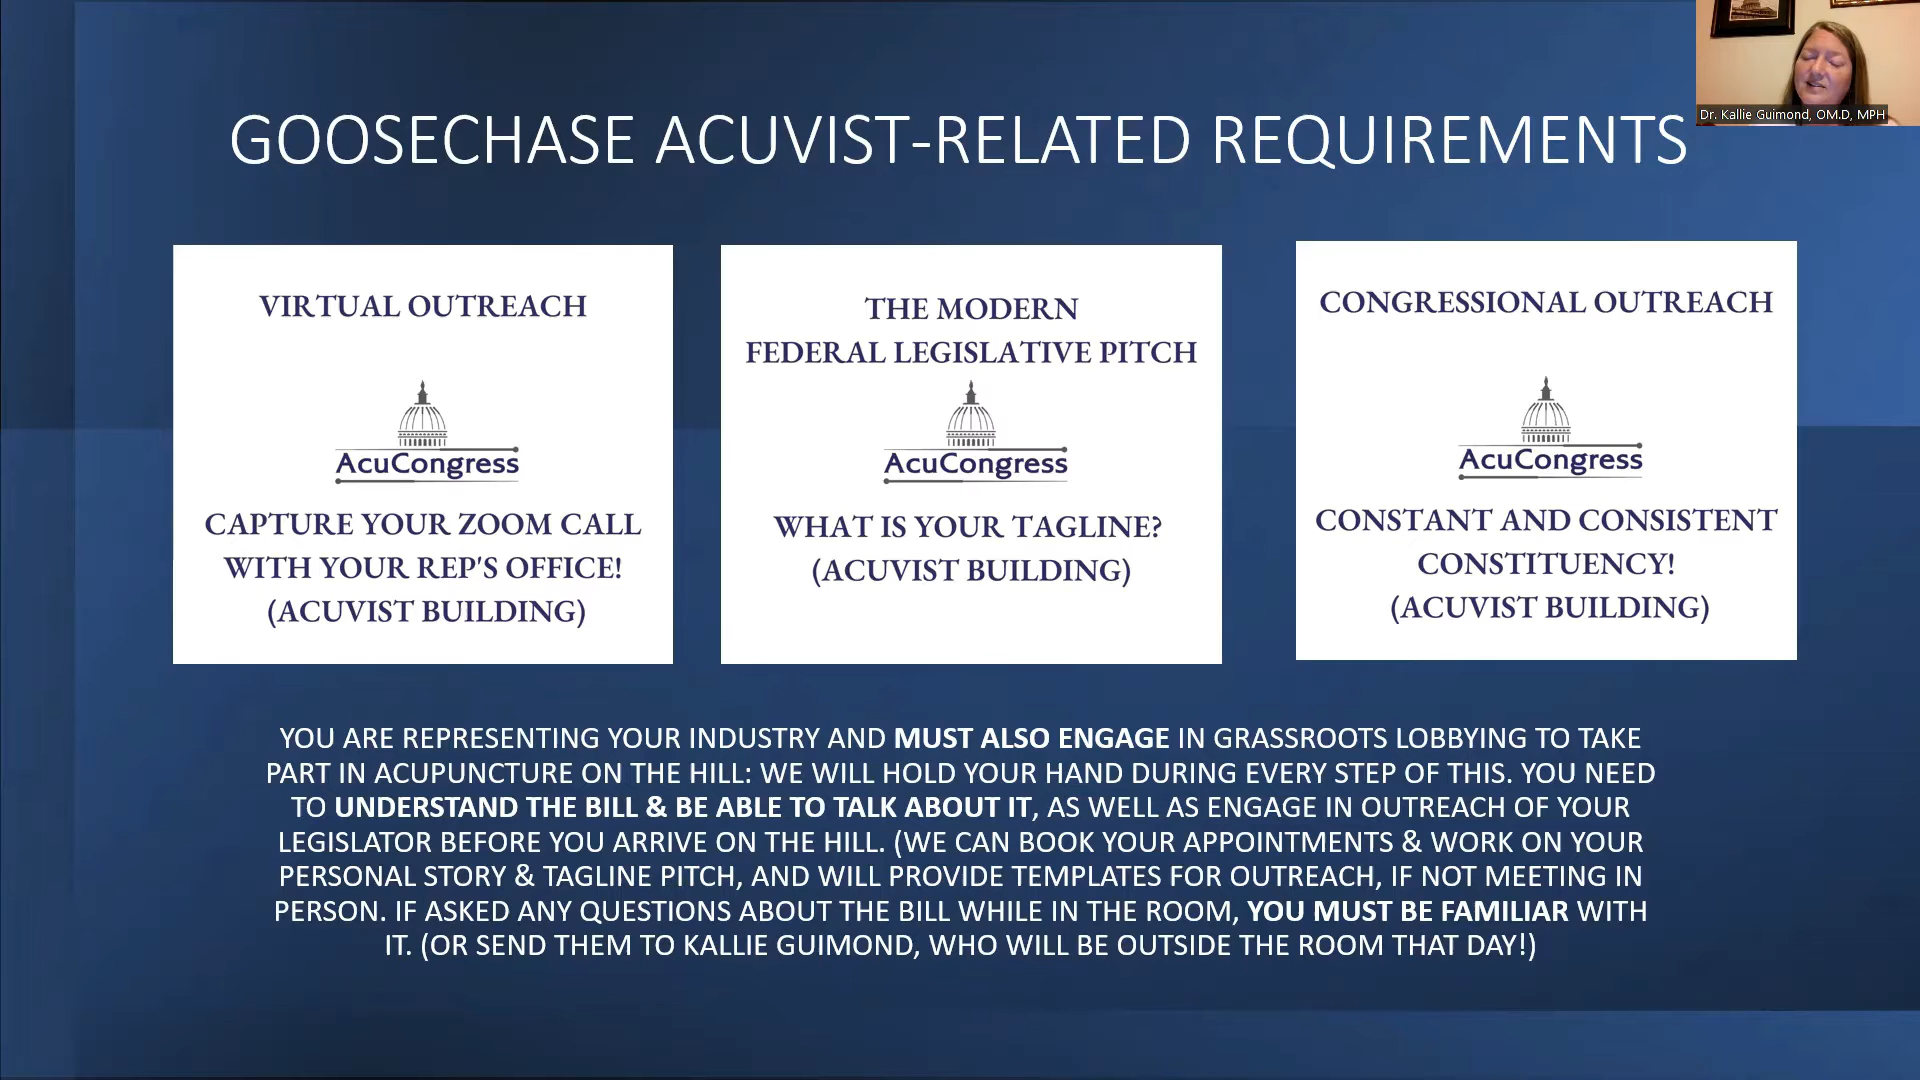 GOOSECHASE ACUVIST-RELATED REQUIREMENTS
Dr. Kallie Guimond, OM.D, MPH
VIRTUAL OUTREACH
AcuCongress
CAPTURE YOUR ZOOM CALL
WITH YOUR REP'S OFFICE!
(ACUVIST BUILDING)
THE MODERN
FEDERAL LEGISLATIVE PITCH
AcuCongress
WHAT IS YOUR TAGLINE?
(ACUVIST BUILDING)
CONGRESSIONAL OUTREACH
AcuCongress
CONSTANT AND CONSISTENT
CONSTITUENCY!
(ACUVIST BUILDING)
YOU ARE REPRESENTING YOUR INDUSTRY AND MUST ALSO ENGAGE IN GRASSROOTS LOBBYING TO TAKE
PART IN ACUPUNCTURE ON THE HILL: WE WILL HOLD YOUR HAND DURING EVERY STEP OF THIS. YOU NEED
TO UNDERSTAND THE BILL & BE ABLE TO TALK ABOUT IT, AS WELL AS ENGAGE IN OUTREACH OF YOUR
LEGISLATOR BEFORE YOU ARRIVE ON THE HILL. (WE CAN BOOK YOUR APPOINTMENTS & WORK ON YOUR
PERSONAL STORY & TAGLINE PITCH, AND WILL PROVIDE TEMPLATES FOR OUTREACH, IF NOT MEETING IN
PERSON. IF ASKED ANY QUESTIONS ABOUT THE BILL WHILE IN THE ROOM, YOU MUST BE FAMILIAR WITH
IT. (OR SEND THEM TO KALLIE GUIMOND, WHO WILL BE OUTSIDE THE ROOM THAT DAY!)